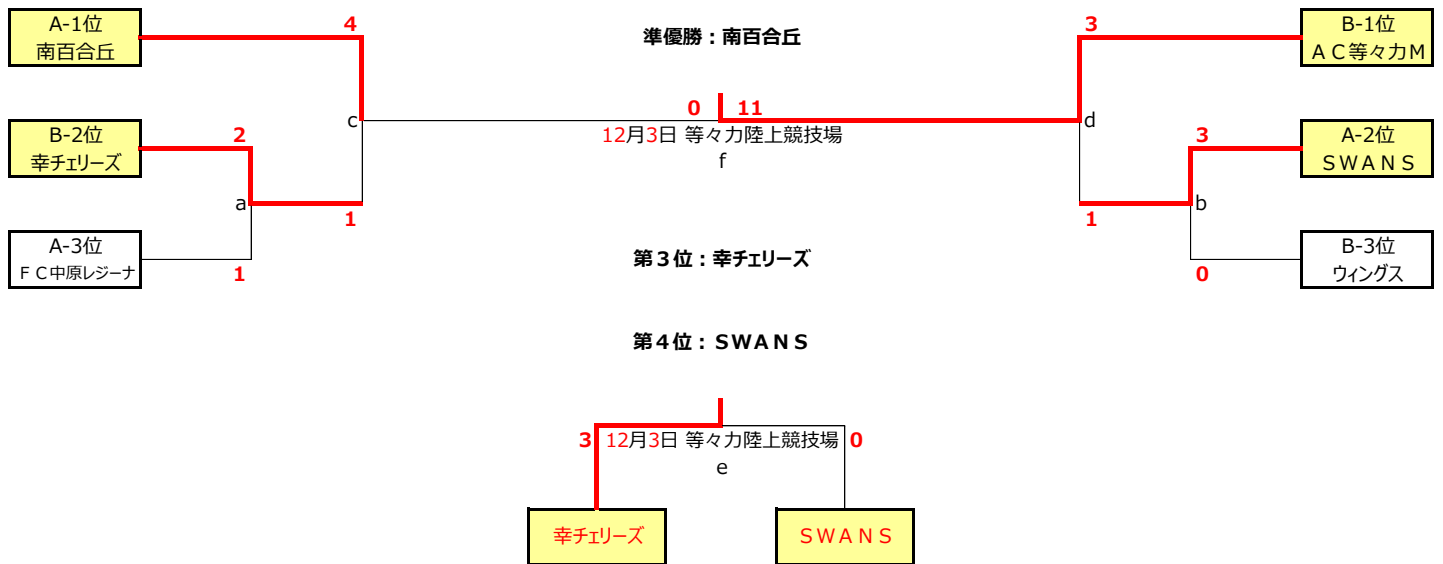 A-1位
南百合丘
4
準優勝：南百合丘
3
B-1位
ＡＣ等々力Ｍ
0
11
c
d
12月3日 等々力陸上競技場
f
B-2位
幸チェリーズ
2
3
A-2位
ＳＷＡＮＳ
a
b
1
1
A-3位
ＦＣ中原レジーナ
1
第３位：幸チェリーズ
0
B-3位
ウィングス
第４位：ＳＷＡＮＳ
3
12月3日 等々力陸上競技場
0
e
幸チェリーズ
ＳＷＡＮＳ